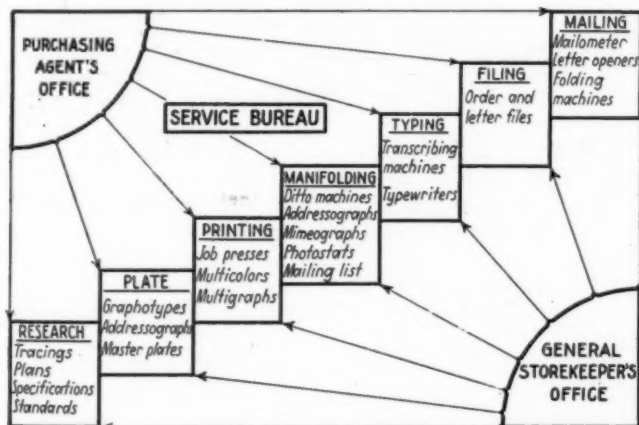 PURCHASING
AGENT'S
OFFICE
SERVICE BUREAU
MAILING
Mailometer
Letter openers
Folding
machines
FILING
Order and
letter files
TYPING
Transcribing
machines
Typewriters
MANIFOLDING
Ditto machines
Addressographs
Mimeographs
Photostats
Mailing list
PRINTING
Job presses
Multicolors
Multigraphs
PLATE
Graphotypes
Addressographs
Master plates
RESEARCH
Tracings
Plans
Specifications
Standards
GENERAL
STOREKEEPER'S
OFFICE